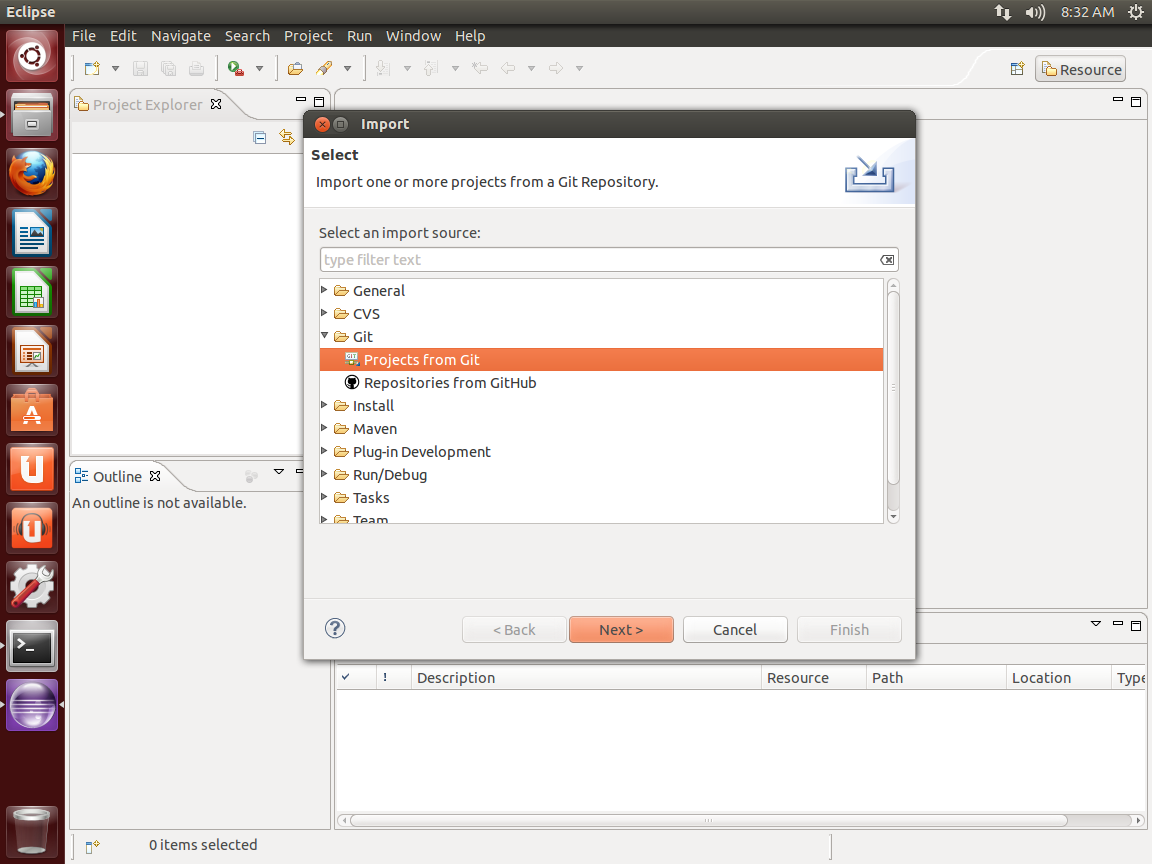 Eclipse
8:32 AM
File Edit Navigate Search Project Run Window Help
Resource
Project Explorer
Import
Select
Import one or more projects from a Git Repository.
Select an import source:
type filter text
General
CVS
Git
Projects from Git
Repositories from GitHub
Install
Maven
Plug-in Development
Run/Debug
Tasks
Team
< Back Next > Cancel Finish
Outline
An outline is not available.
! Description Resource Path Location Type
0 items selected